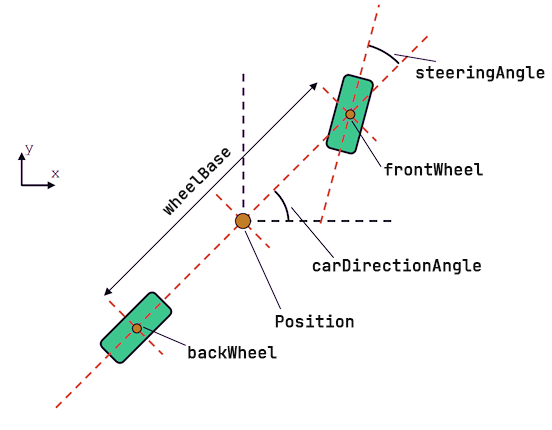 steeringAngle
y
x
wheelBase
frontWheel
carDirectionAngle
Position
backWheel